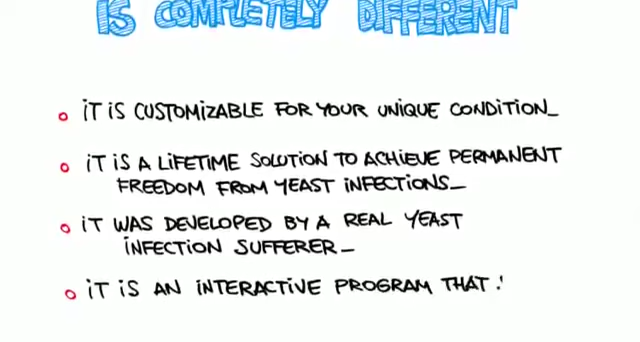 IS COMPLETELY DIFFERENT
iT iS CUSTOMiZABLE FOR YOUR UNiQUE CONDiTiON_
iT iS A LiFETiME SOLUTiON TO ACHiEVE PERMANENT
FREEDOM FROM YEAST iNFECTiONS_
iT WAS DEVELOPED BY A REAL YEAST
iNFECTiON SUFFERER_
iT iS AN iNTERACTiVE PROGRAM THAT